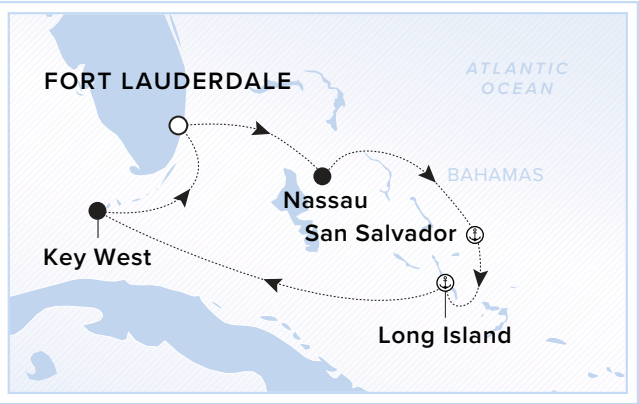 ATLANTIC
OCEAN
FORT LAUDERDALE
BAHAMAS
Nassau
San Salvador
Key West
Long Island